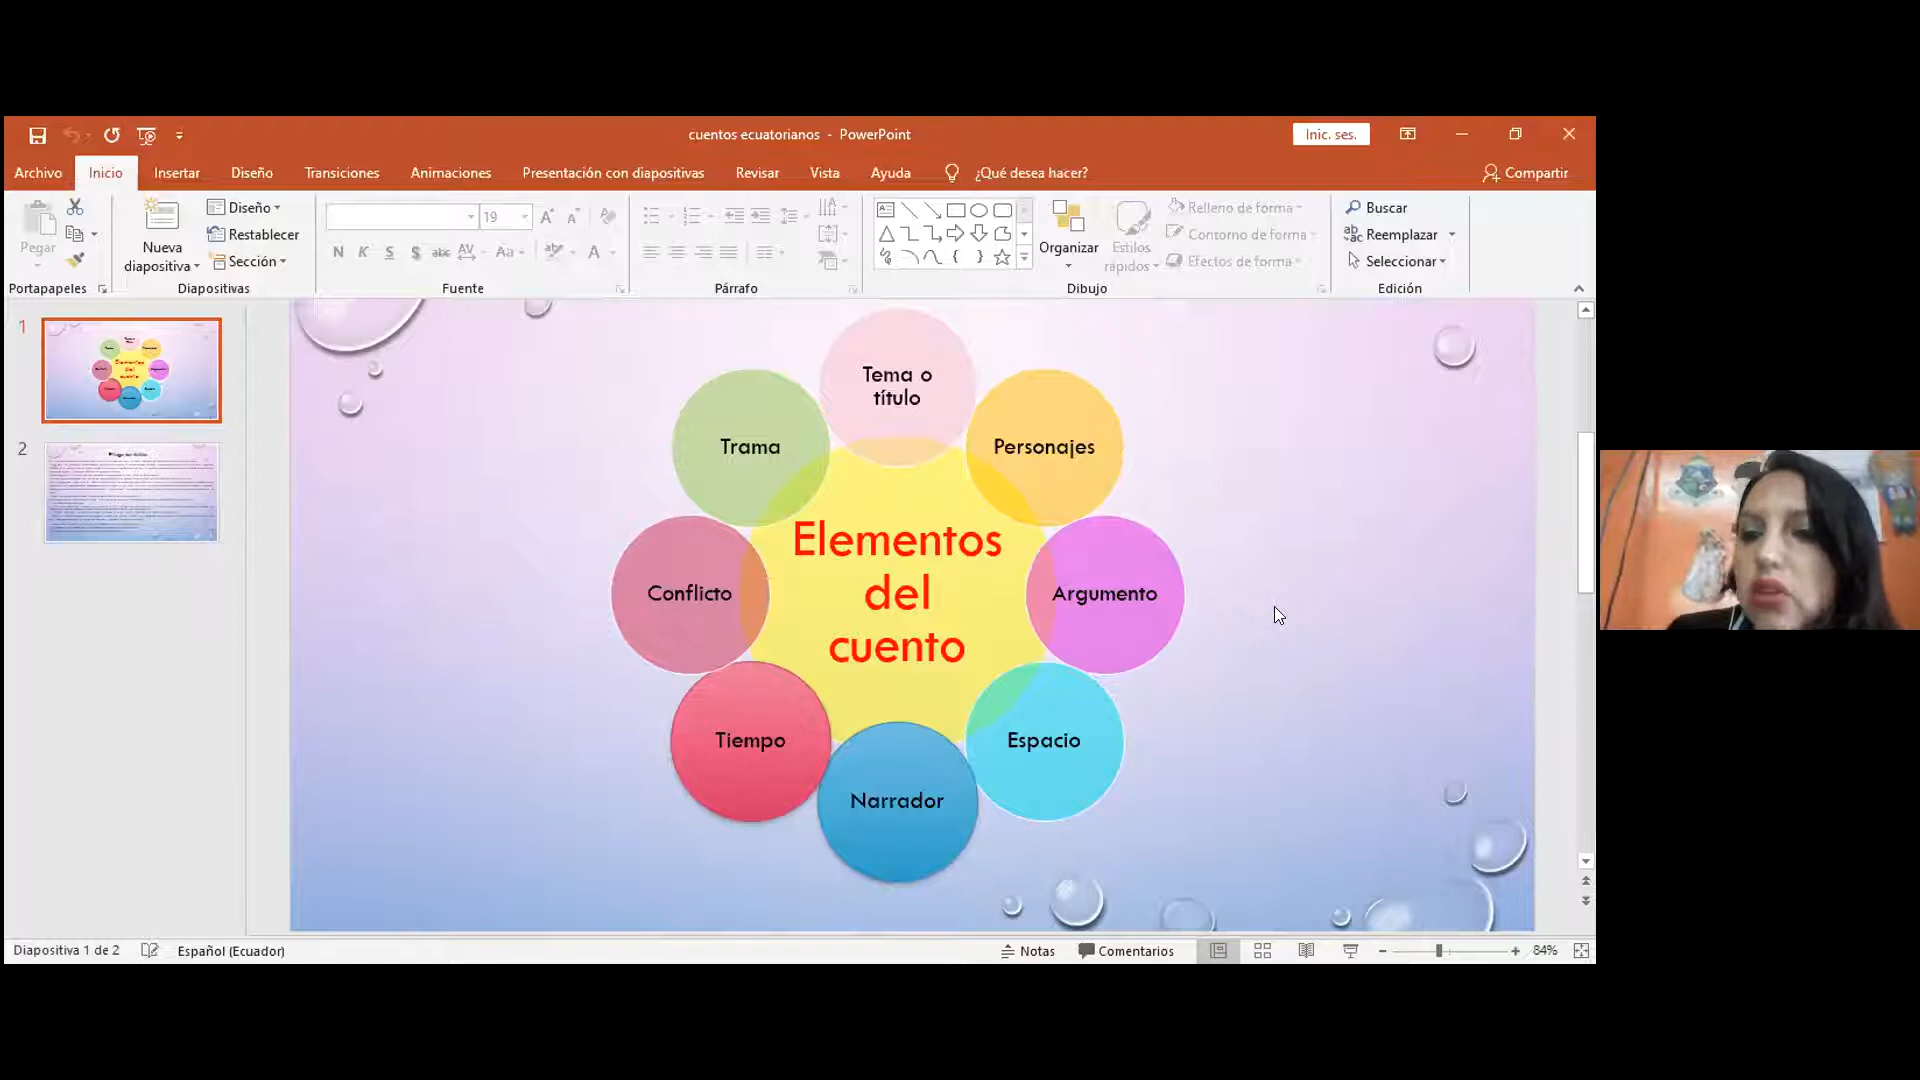 cuentos ecuatorianos - PowerPoint
Inic. ses.
Archivo Inicio Insertar Diseño Transiciones Animaciones Presentación con diapositivas Revisar Vista Ayuda ¿Qué desea hacer? Compartir
Pegar
Nueva diapositiva
Diseño
Restablecer
Sección
19
N K S S abc AV Aa A
Organizar
Estilos rápidos
Relleno de forma
Contorno de forma
Efectos de forma
Buscar
Reemplazar
Seleccionar
Portapapeles Diapositivas Fuente Párrafo Dibujo Edición
1
2
Tema o
título
Trama
Personajes
Elementos
del
cuento
Conflicto
Argumento
Tiempo
Espacio
Narrador
Diapositiva 1 de 2 Español (Ecuador) Notas Comentarios 84%